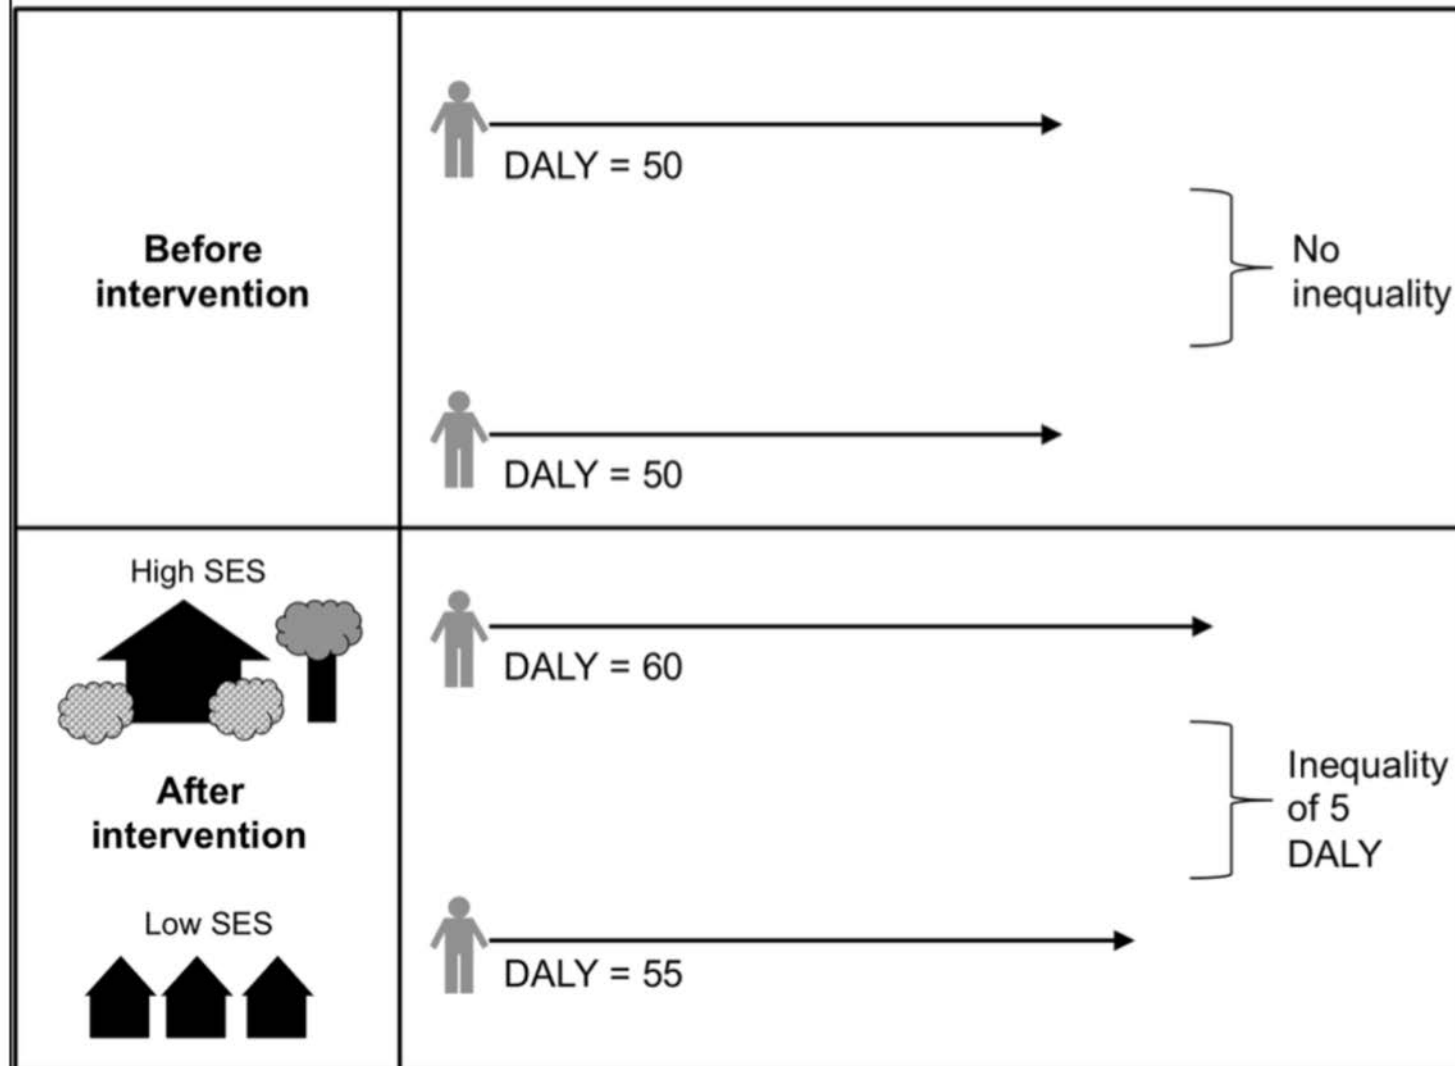 Before
intervention
DALY = 50
No
inequality
DALY = 50
High SES
After
intervention
Low SES
DALY = 60
Inequality
of 5
DALY
DALY = 55